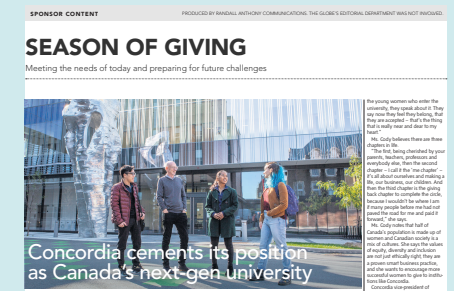 SPONSOR CONTENT
PRODUCED BY RANDALL ANTHONY COMMUNICATIONS. THE GLOBE'S EDITORIAL DEPARTMENT WAS NOT INVOLVED.
SEASON OF GIVING
Meeting the needs of today and preparing for future challenges
Concordia cements its position
as Canada's next-gen university
the young women who enter the
university, they speak about it. They
say now they feel they belong, that
they are accepted – that's the thing
that is really near and dear to my
heart."
Ms. Cody believes there are three
chapters in life.
"The first, being cherished by your
parents, teachers, professors and
everybody else, then the second
chapter – I call it the 'me chapter' –
it's all about ourselves and making a
life, our business, our children. And
then the third chapter is the giving
back chapter to complete the circle,
because I wouldn't be where I am
if many people before me had not
paved the road for me and paid it
forward," she says.
Ms. Cody notes that half of
Canada's population is made up of
women and Canadian society is a
mix of cultures. She says the values
of equity, diversity and inclusion
are not just ethically right, they are
a proven smart business practice,
and she wants to encourage more
successful women to give to institu-
tions like Concordia.
Concordia vice-president of